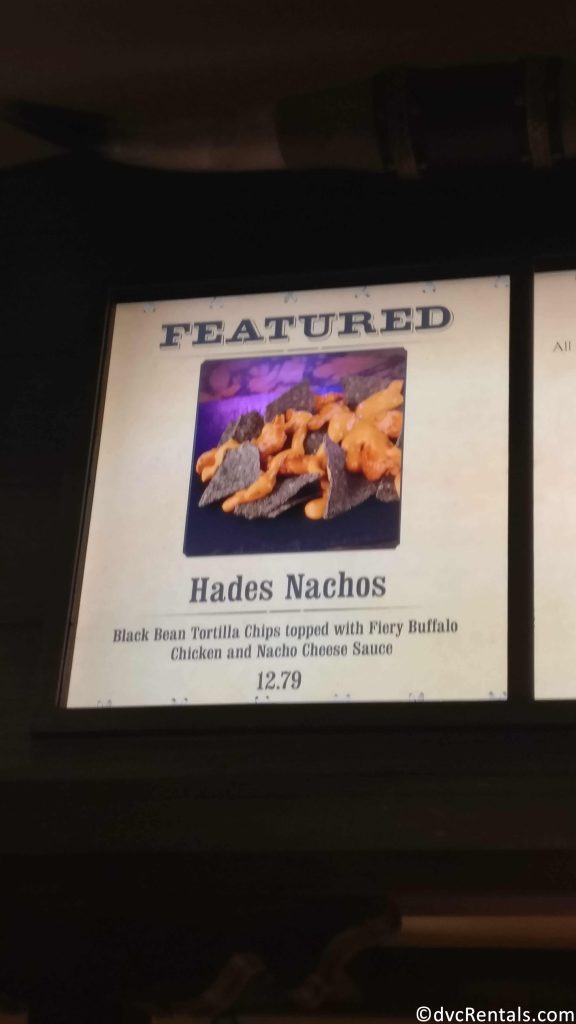 FEATURED
Hades Nachos
Black Bean Tortilla Chips topped with Fiery Buffalo
Chicken and Nacho Cheese Sauce
12.79
All
©dvcRentals.com